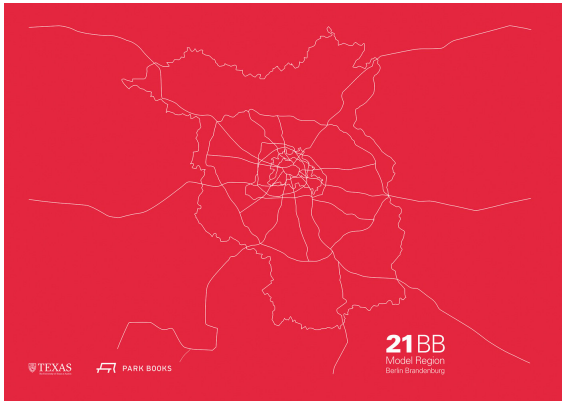 21BB
Model Region
Berlin Brandenburg
TEXAS
PARK BOOKS